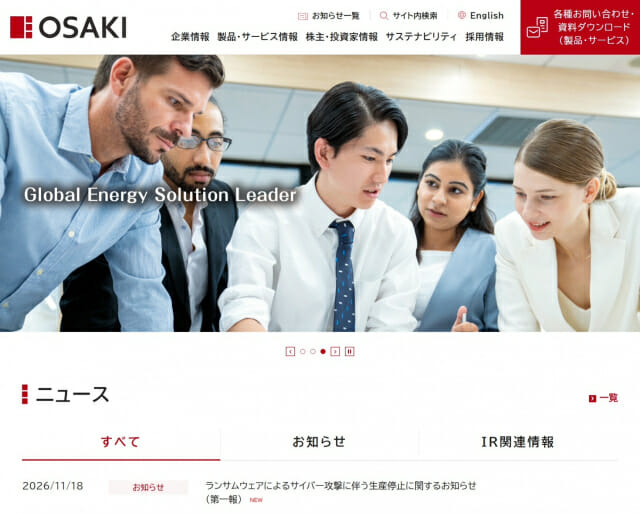 OSAKI
お知らせ一覧 サイト内検索 English
企業情報 製品・サービス情報 株主・投資家情報 サステナビリティ 採用情報
各種お問い合わせ・
資料ダウンロード
(製品・サービス)
Global Energy Solution Leader
ニュース
一覧
すべて お知らせ IR関連情報
2026/11/18 お知らせ ランサムウェアによるサイバー攻撃に伴う生産停止に関するお知らせ
(第一報) NEW